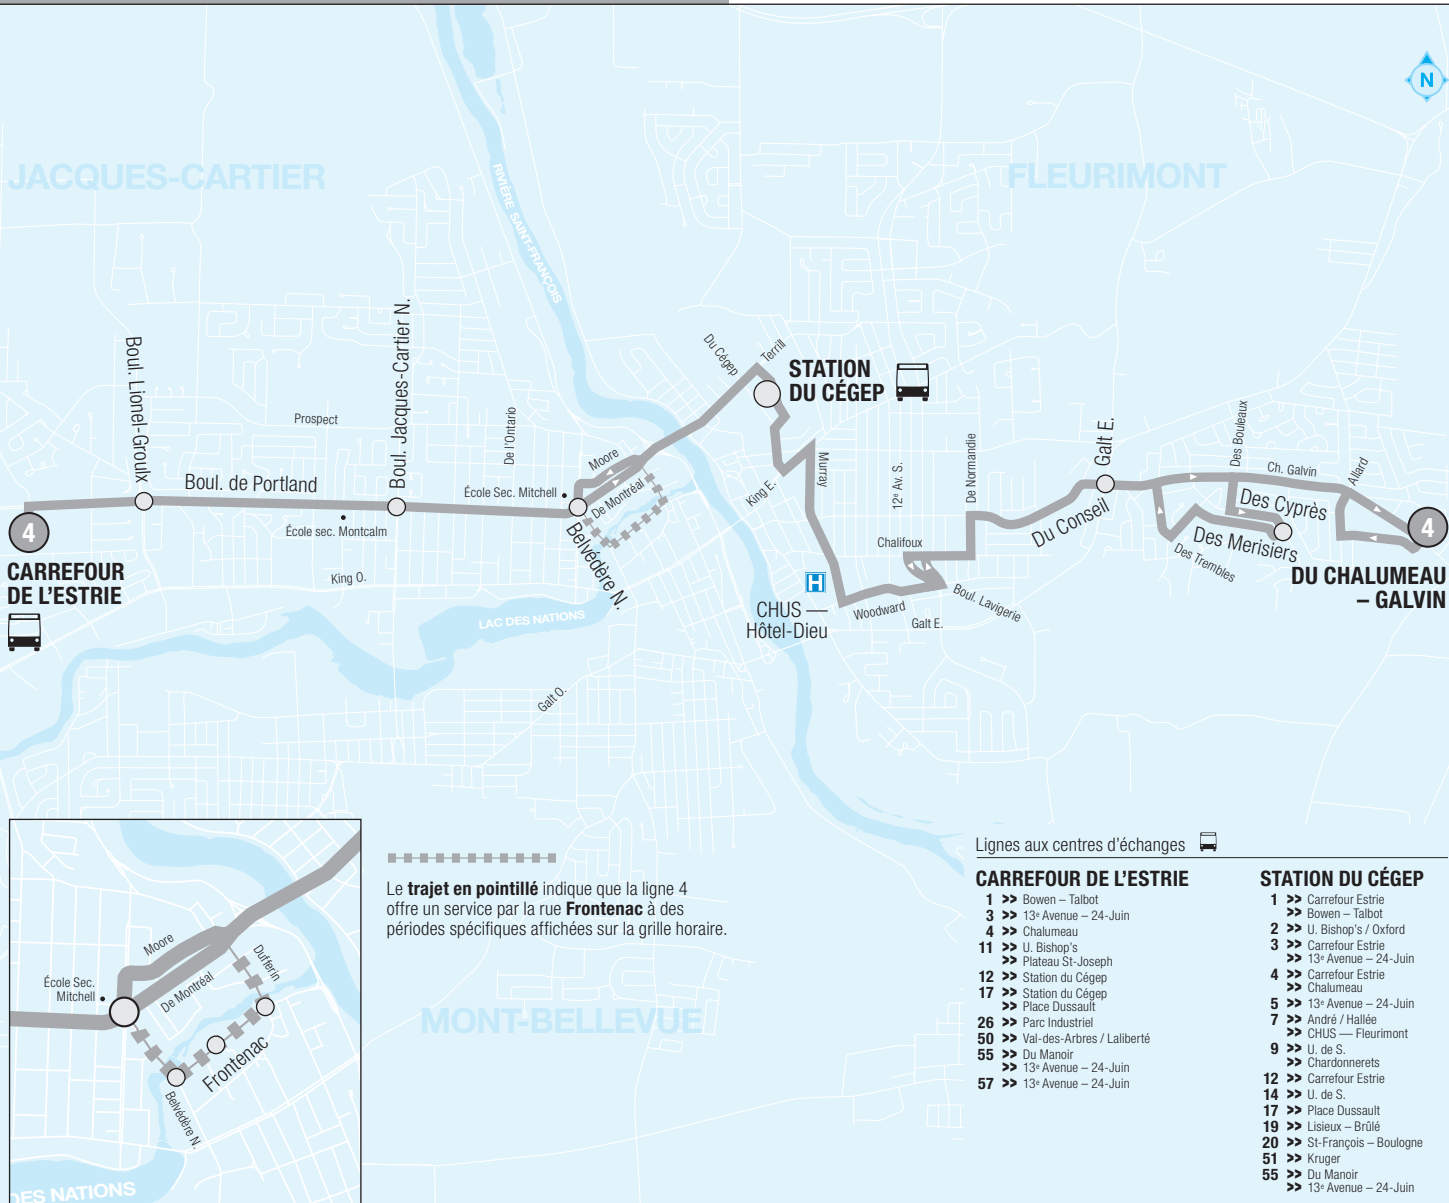 N
JACQUES-CARTIER
FLEURIMONT
RIVIÈRE SAINT-FRANÇOIS
Boul. Lionel-Groulx
Boul. Jacques-Cartier N.
Prospect
De l'Ontario
Boul. de Portland
École Sec. Mitchell
École sec. Montcalm
King O.
4
CARREFOUR
DE L'ESTRIE
Moore
De Montréal
Belvédère N.
LAC DES NATIONS
Galt O.
Du Cégep
Terrill
STATION
DU CÉGEP
King E.
Murray
12e Av. S.
De Normandie
Chalifoux
H
CHUS —
Hôtel-Dieu
Woodward
Galt E.
Boul. Lavigerie
Du Conseil
Galt E.
Des Bouleaux
Ch. Galvin
Allard
Des Cyprès
Des Merisiers
Des Trembles
4
DU CHALUMEAU
– GALVIN
Moore
École Sec.
Mitchell
De Montréal
Dufferin
Frontenac
Belvédère N.
DES NATIONS
Le trajet en pointillé indique que la ligne 4
offre un service par la rue Frontenac à des
périodes spécifiques affichées sur la grille horaire.
MONT-BELLEVUE
Lignes aux centres d'échanges
CARREFOUR DE L'ESTRIE
1 >> Bowen – Talbot
3 >> 13e Avenue – 24-Juin
4 >> Chalumeau
11 >> U. Bishop's
>> Plateau St-Joseph
12 >> Station du Cégep
17 >> Station du Cégep
>> Place Dussault
26 >> Parc Industriel
50 >> Val-des-Arbres / Laliberté
55 >> Du Manoir
>> 13e Avenue – 24-Juin
57 >> 13e Avenue – 24-Juin
STATION DU CÉGEP
1 >> Carrefour Estrie
>> Bowen – Talbot
2 >> U. Bishop's / Oxford
3 >> Carrefour Estrie
>> 13e Avenue – 24-Juin
4 >> Carrefour Estrie
>> Chalumeau
5 >> 13e Avenue – 24-Juin
7 >> André / Hallée
>> CHUS — Fleurimont
9 >> U. de S.
>> Chardonnerets
12 >> Carrefour Estrie
14 >> U. de S.
17 >> Place Dussault
19 >> Lisieux – Brûlé
20 >> St-François – Boulogne
51 >> Kruger
55 >> Du Manoir
>> 13e Avenue – 24-Juin